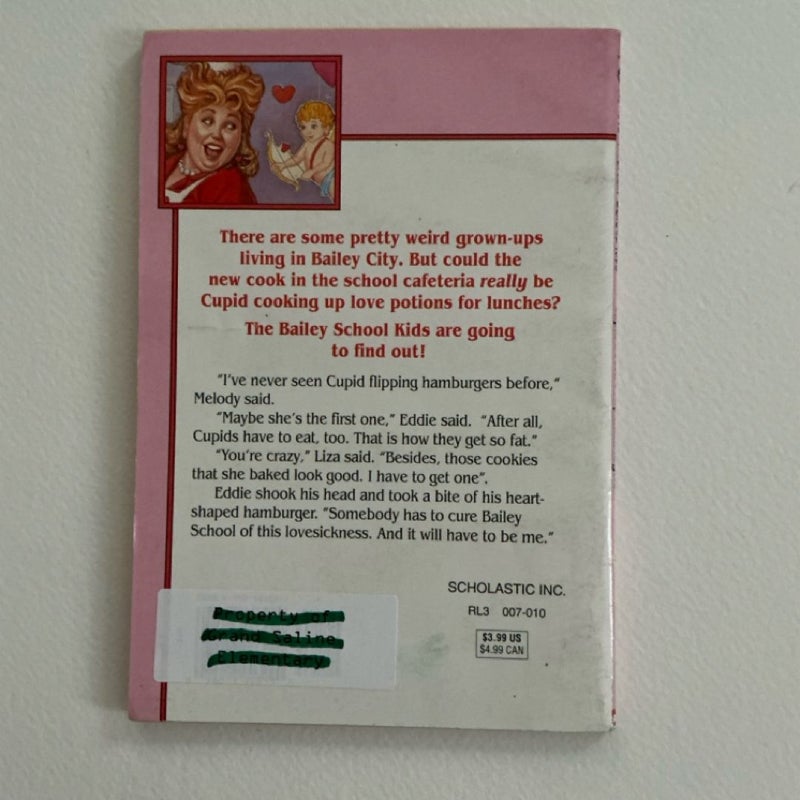 There are some pretty weird grown-ups
living in Bailey City. But could the
new cook in the school cafeteria really be
Cupid cooking up love potions for lunches?
The Bailey School Kids are going
to find out!
"I've never seen Cupid flipping hamburgers before,"
Melody said.
"Maybe she's the first one," Eddie said. "After all,
Cupids have to eat, too. That is how they get so fat."
"You're crazy," Liza said. "Besides, those cookies
that she baked look good. I have to get one".
Eddie shook his head and took a bite of his heart-
shaped hamburger. "Somebody has to cure Bailey
School of this lovesickness. And it will have to be me."
SCHOLASTIC INC.
RL3 007-010
$3.99 US
$4.99 CAN
Property of
Grand Saline
Elementary